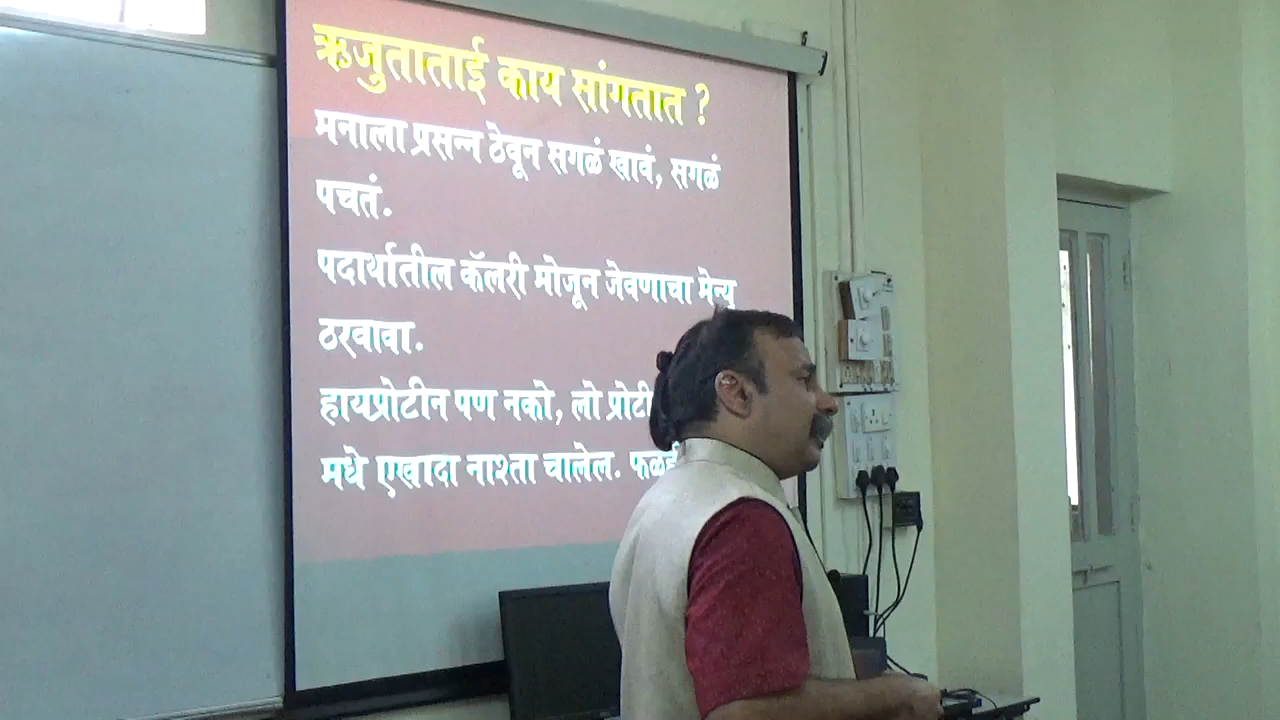 ऋजुताताई काय सांगतात ?
मनाला प्रसन्न ठेवून सगळं खावं, सगळं
पचतं.
पदार्थातील कॅलरी मोजून जेवणाचा मेन्यु
ठरवावा.
हायप्रोटीन पण नको, लो
मधे एखादा नाश्ता चालेल.